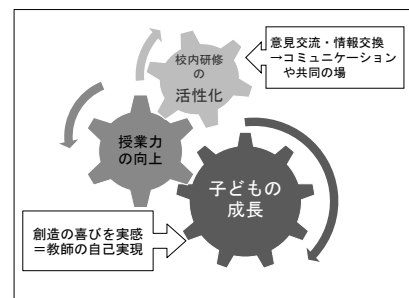 校内研修
の
活性化
意見交流・情報交換
→コミュニケーション
や共同の場
授業力
の向上
子どもの
成長
創造の喜びを実感
＝教師の自己実現